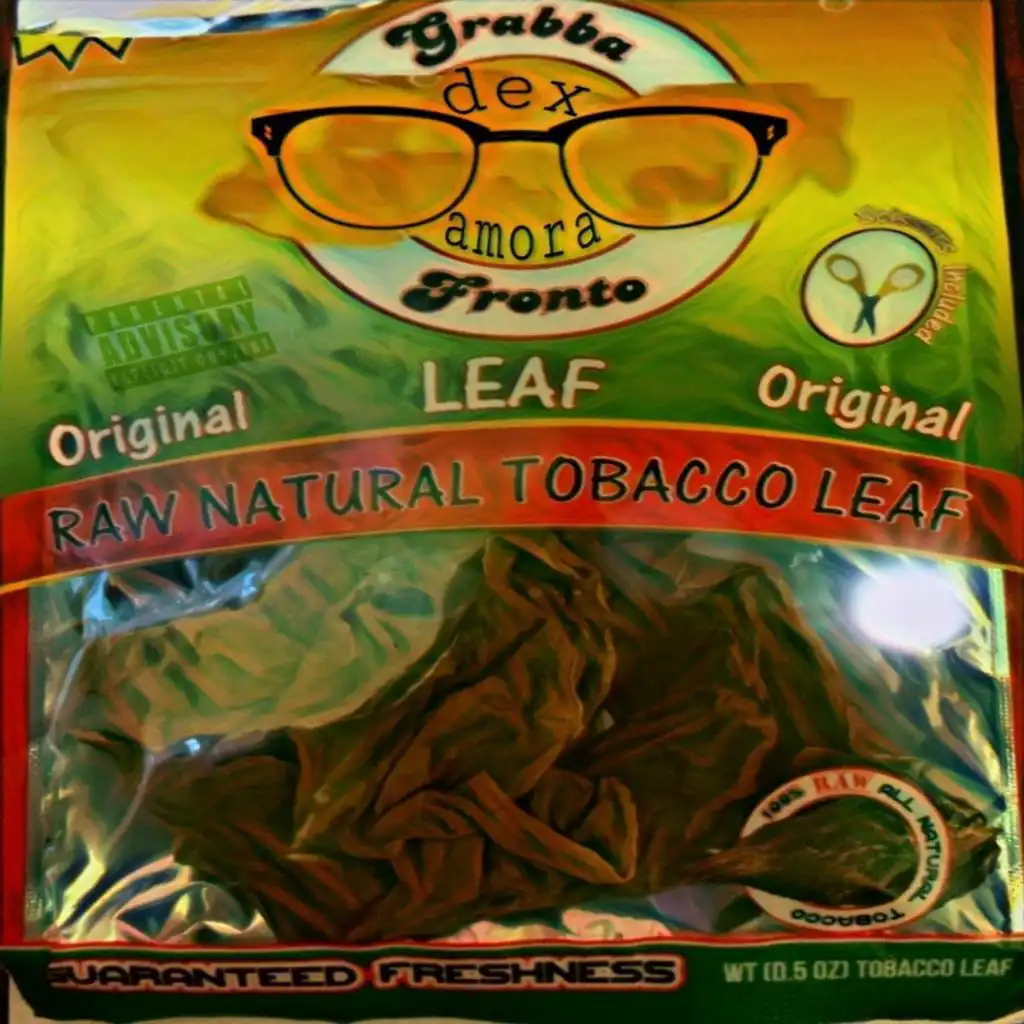 Grabba
dex
amora
Fronto
Included
PARENTAL
ADVISORY
LEAF
Original
Original
RAW NATURAL TOBACCO LEAF
100% RAW ALL NATURAL
TOBACCO
GUARANTEED FRESHNESS
WT (0.5 OZ) TOBACCO LEAF